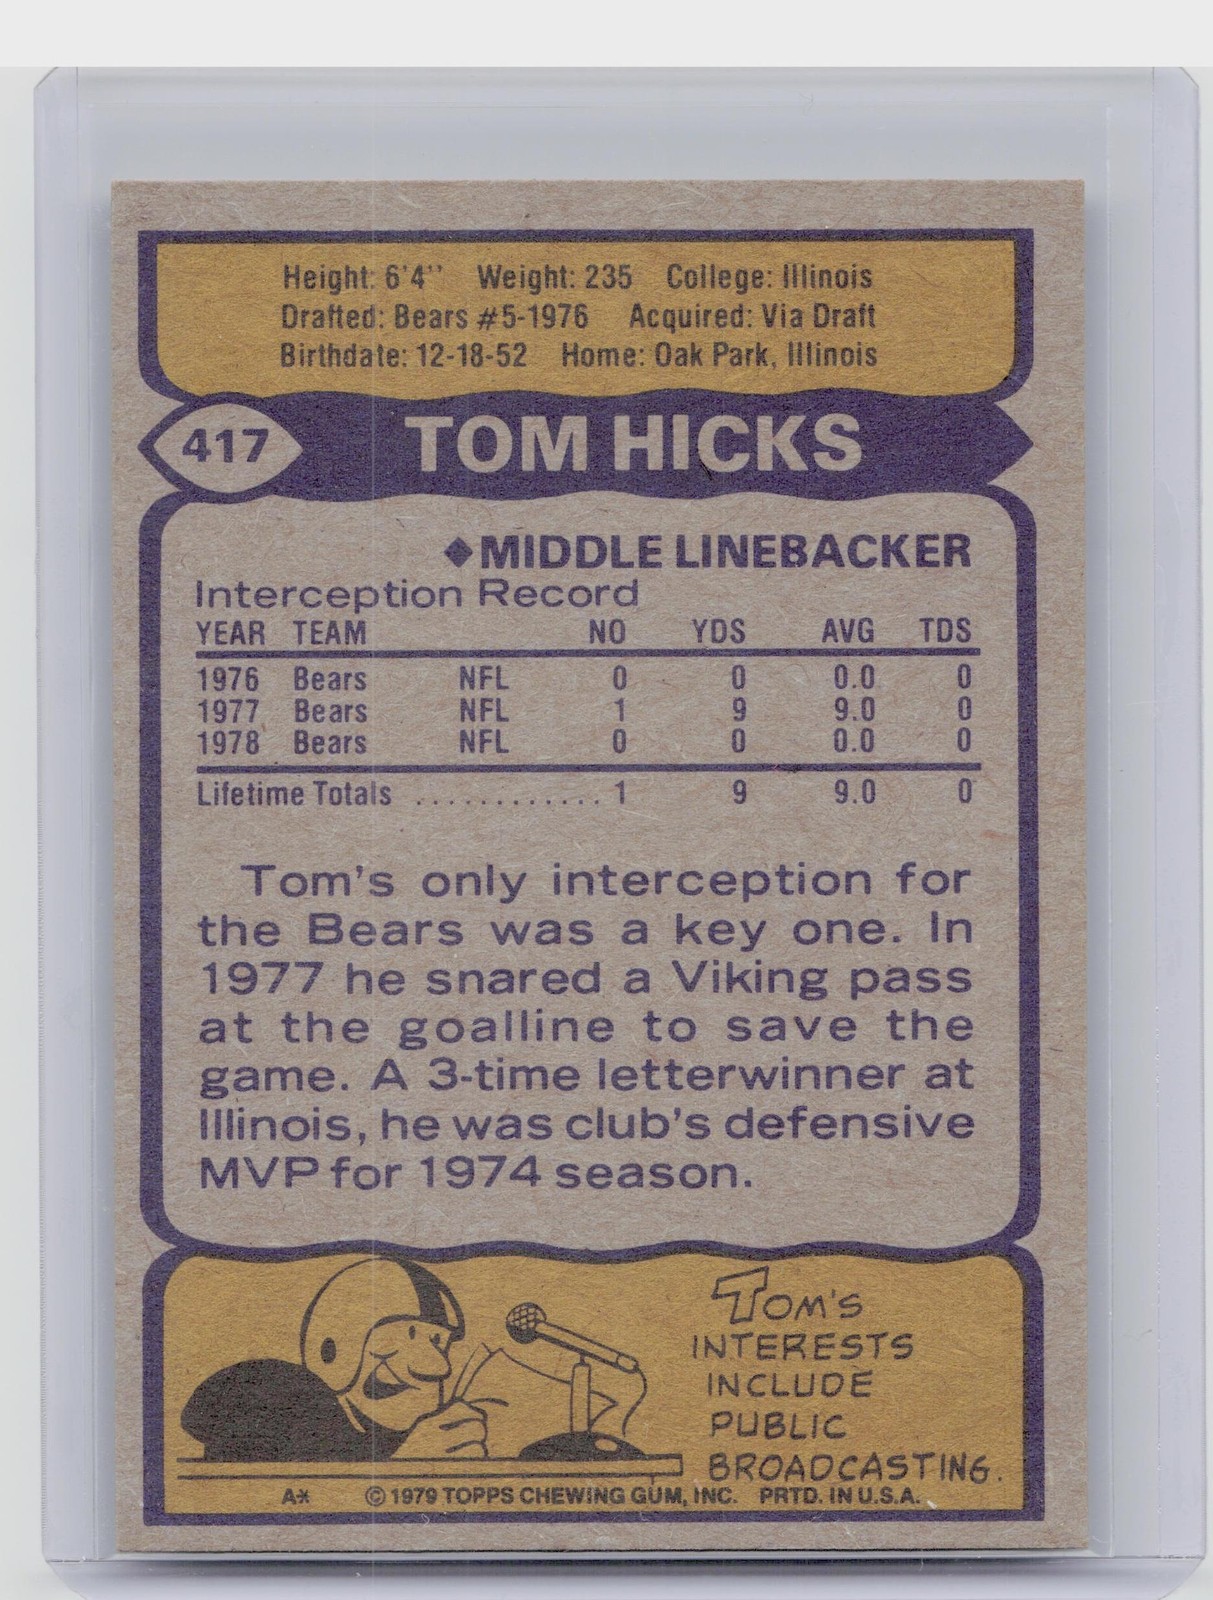 Height: 6'4'' Weight: 235 College: Illinois
Drafted: Bears #5-1976 Acquired: Via Draft
Birthdate: 12-18-52 Home: Oak Park, Illinois
417 TOM HICKS
◆MIDDLE LINEBACKER
Interception Record
YEAR TEAM NO YDS AVG TDS
1976 Bears NFL 0 0 0.0 0
1977 Bears NFL 1 9 9.0 0
1978 Bears NFL 0 0 0.0 0
Lifetime Totals ............. 1 9 9.0 0
Tom's only interception for
the Bears was a key one. In
1977 he snared a Viking pass
at the goalline to save the
game. A 3-time letterwinner at
Illinois, he was club's defensive
MVP for 1974 season.
TOM'S
INTERESTS
INCLUDE
PUBLIC
BROADCASTING.
A* © 1979 TOPPS CHEWING GUM, INC. PRTD. IN U.S.A.